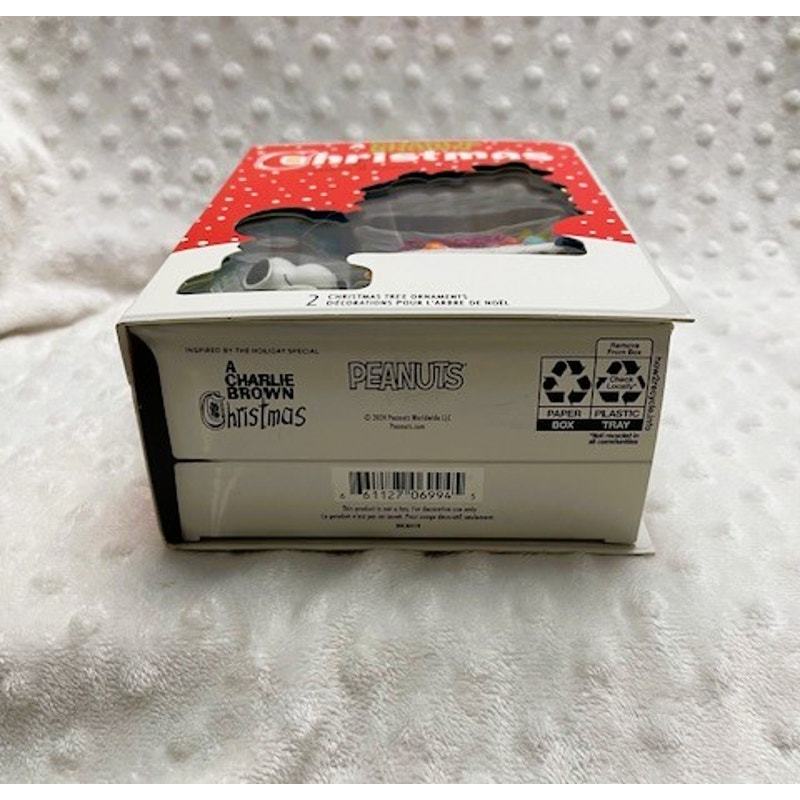 Christmas
2 CHRISTMAS TREE ORNAMENTS
DÉCORATIONS POUR L'ARBRE DE NOËL
INSPIRED BY THE HOLIDAY SPECIAL
A
CHARLIE
BROWN
Christmas
PEANUTS
© 2024 Peanuts Worldwide LLC
Peanuts.com
Remove
From Box
Check
Locally*
PAPER
BOX
PLASTIC
TRAY
*Not recycled in
all communities
how2recycle.info
6 61127 06994 5
This product is not a toy. For decorative use only.
Le produit n'est pas un jouet. Pour usage décoratif seulement.